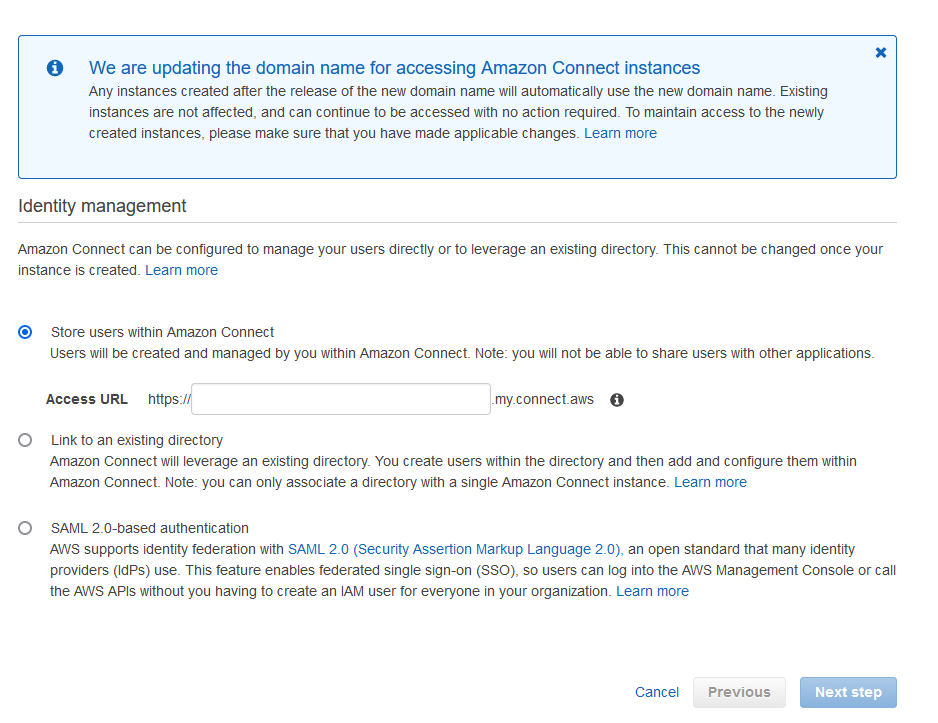 We are updating the domain name for accessing Amazon Connect instances
Any instances created after the release of the new domain name will automatically use the new domain name. Existing
instances are not affected, and can continue to be accessed with no action required. To maintain access to the newly
created instances, please make sure that you have made applicable changes. Learn more
Identity management
Amazon Connect can be configured to manage your users directly or to leverage an existing directory. This cannot be changed once your
instance is created. Learn more
Store users within Amazon Connect
Users will be created and managed by you within Amazon Connect. Note: you will not be able to share users with other applications.
Access URL https:// .my.connect.aws
Link to an existing directory
Amazon Connect will leverage an existing directory. You create users within the directory and then add and configure them within
Amazon Connect. Note: you can only associate a directory with a single Amazon Connect instance. Learn more
SAML 2.0-based authentication
AWS supports identity federation with SAML 2.0 (Security Assertion Markup Language 2.0), an open standard that many identity
providers (IdPs) use. This feature enables federated single sign-on (SSO), so users can log into the AWS Management Console or call
the AWS APIs without you having to create an IAM user for everyone in your organization. Learn more
Cancel Previous Next step